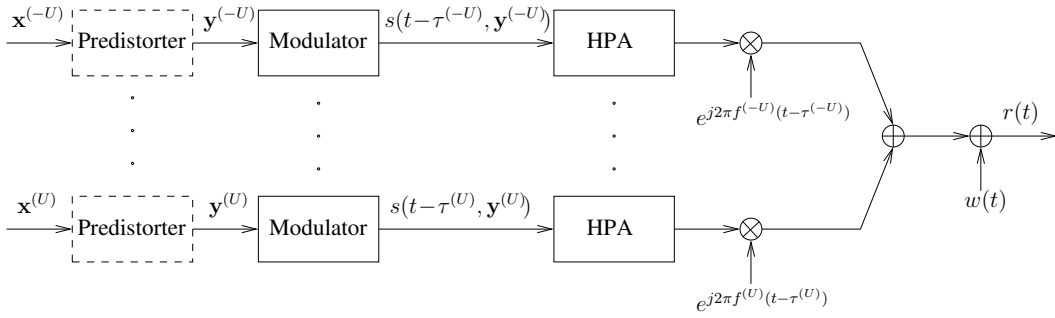 x^{(-U)} Predistorter y^{(-U)} Modulator s(t-τ^{(-U)}, y^{(-U)}) HPA
e^{j2πf^{(-U)}(t-τ^{(-U)})}
r(t)
w(t)
x^{(U)} Predistorter y^{(U)} Modulator s(t-τ^{(U)}, y^{(U)}) HPA
e^{j2πf^{(U)}(t-τ^{(U)})}